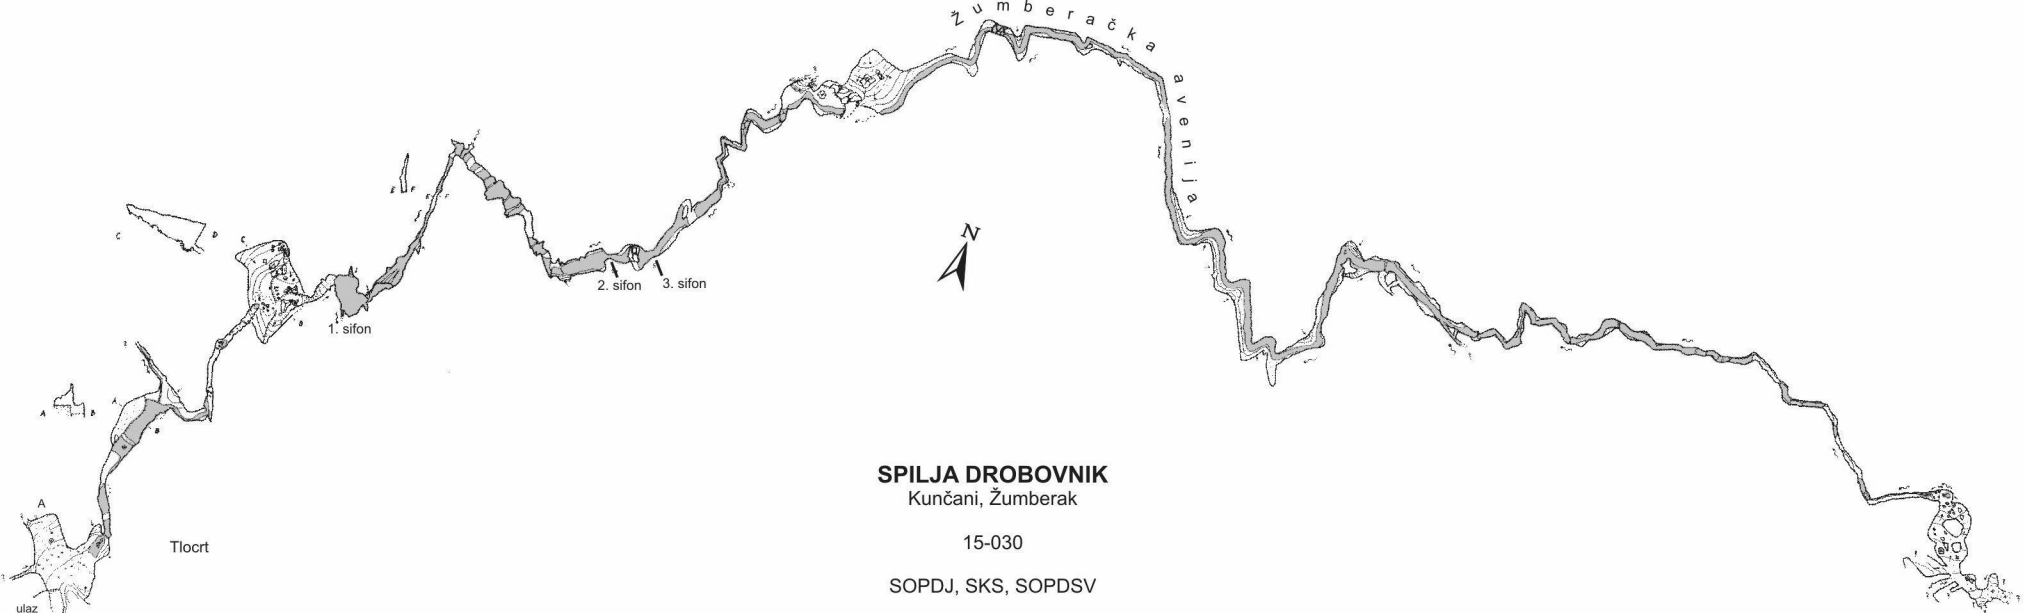 Žumberačka
avenija
N
E F
C D
C
D
E F
1. sifon
2. sifon
3. sifon
?
A B
A
B
SPILJA DROBOVNIK
Kunčani, Žumberak
15-030
SOPDJ, SKS, SOPDSV
A
Tlocrt
?
ulaz